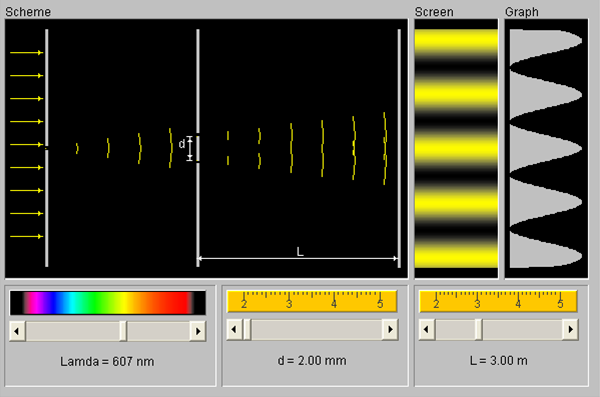 Scheme
Screen
Graph
d
L
2 3 4 5
2 3 4 5
Lamda = 607 nm
d = 2.00 mm
L = 3.00 m